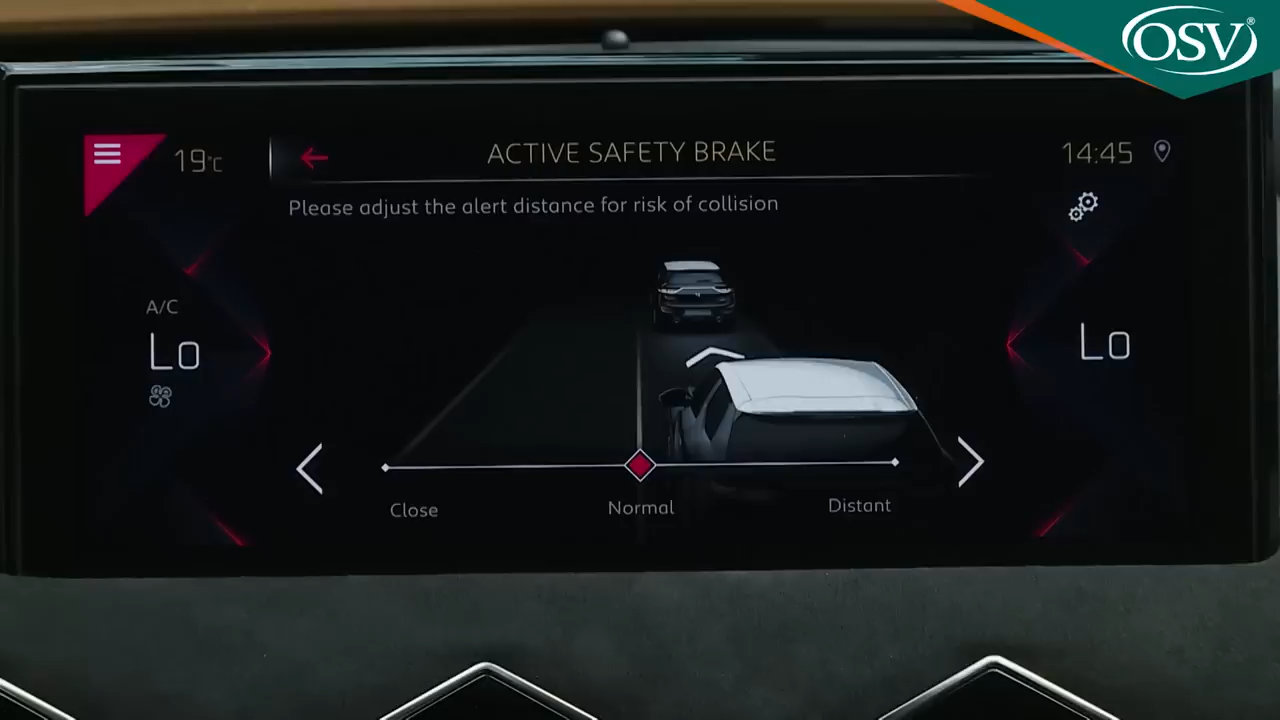 OSV®
19°C
ACTIVE SAFETY BRAKE
14:45
Please adjust the alert distance for risk of collision
A/C
Lo
Lo
Close
Normal
Distant